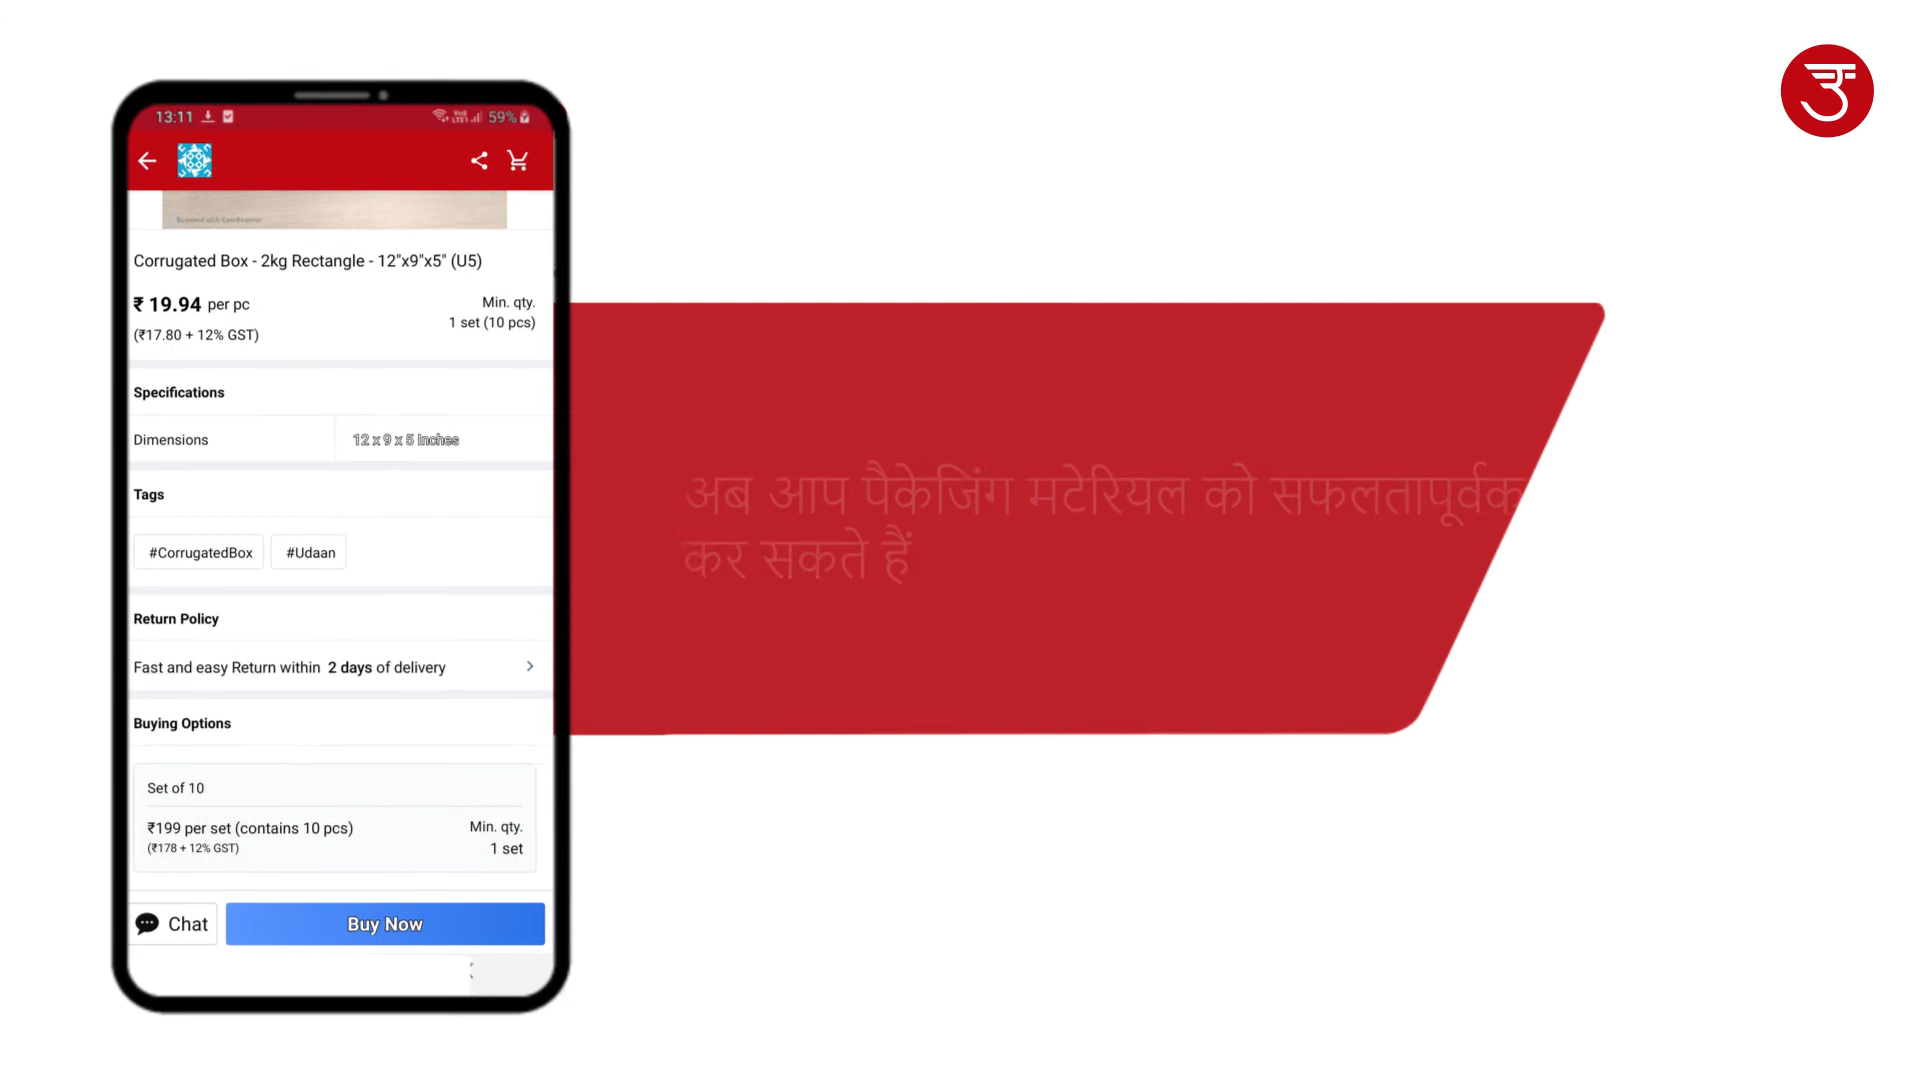 13:11
59%
Scanned with CamScanner
Corrugated Box - 2kg Rectangle - 12"x9"x5" (U5)
₹ 19.94 per pc
Min. qty.
1 set (10 pcs)
(₹17.80 + 12% GST)
Specifications
Dimensions
12 x 9 x 5 Inches
Tags
#CorrugatedBox
#Udaan
Return Policy
Fast and easy Return within 2 days of delivery
Buying Options
Set of 10
₹199 per set (contains 10 pcs)
Min. qty.
(₹178 + 12% GST)
1 set
Chat
Buy Now
अब आप पैकेजिंग मटेरियल को सफलतापूर्वक
कर सकते हैं